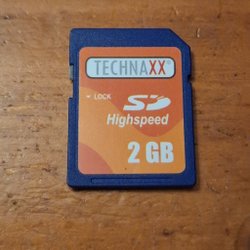 TECHNAXX®
LOCK
SD
Highspeed
2 GB